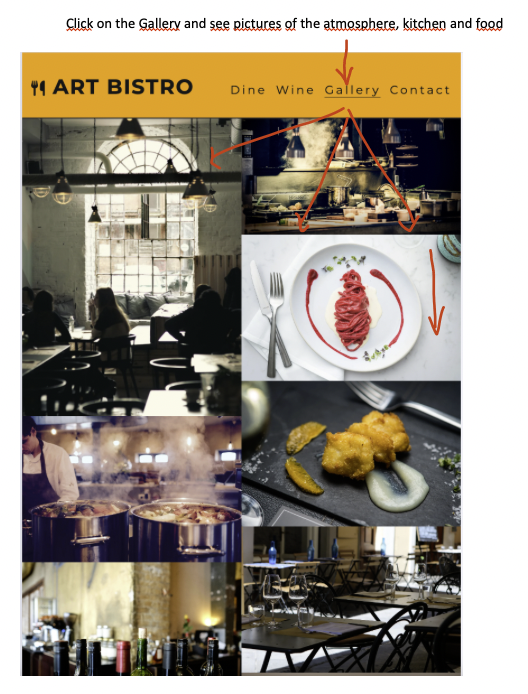 Click on the Gallery and see pictures of the atmosphere, kitchen and food
ART BISTRO
Dine Wine Gallery Contact